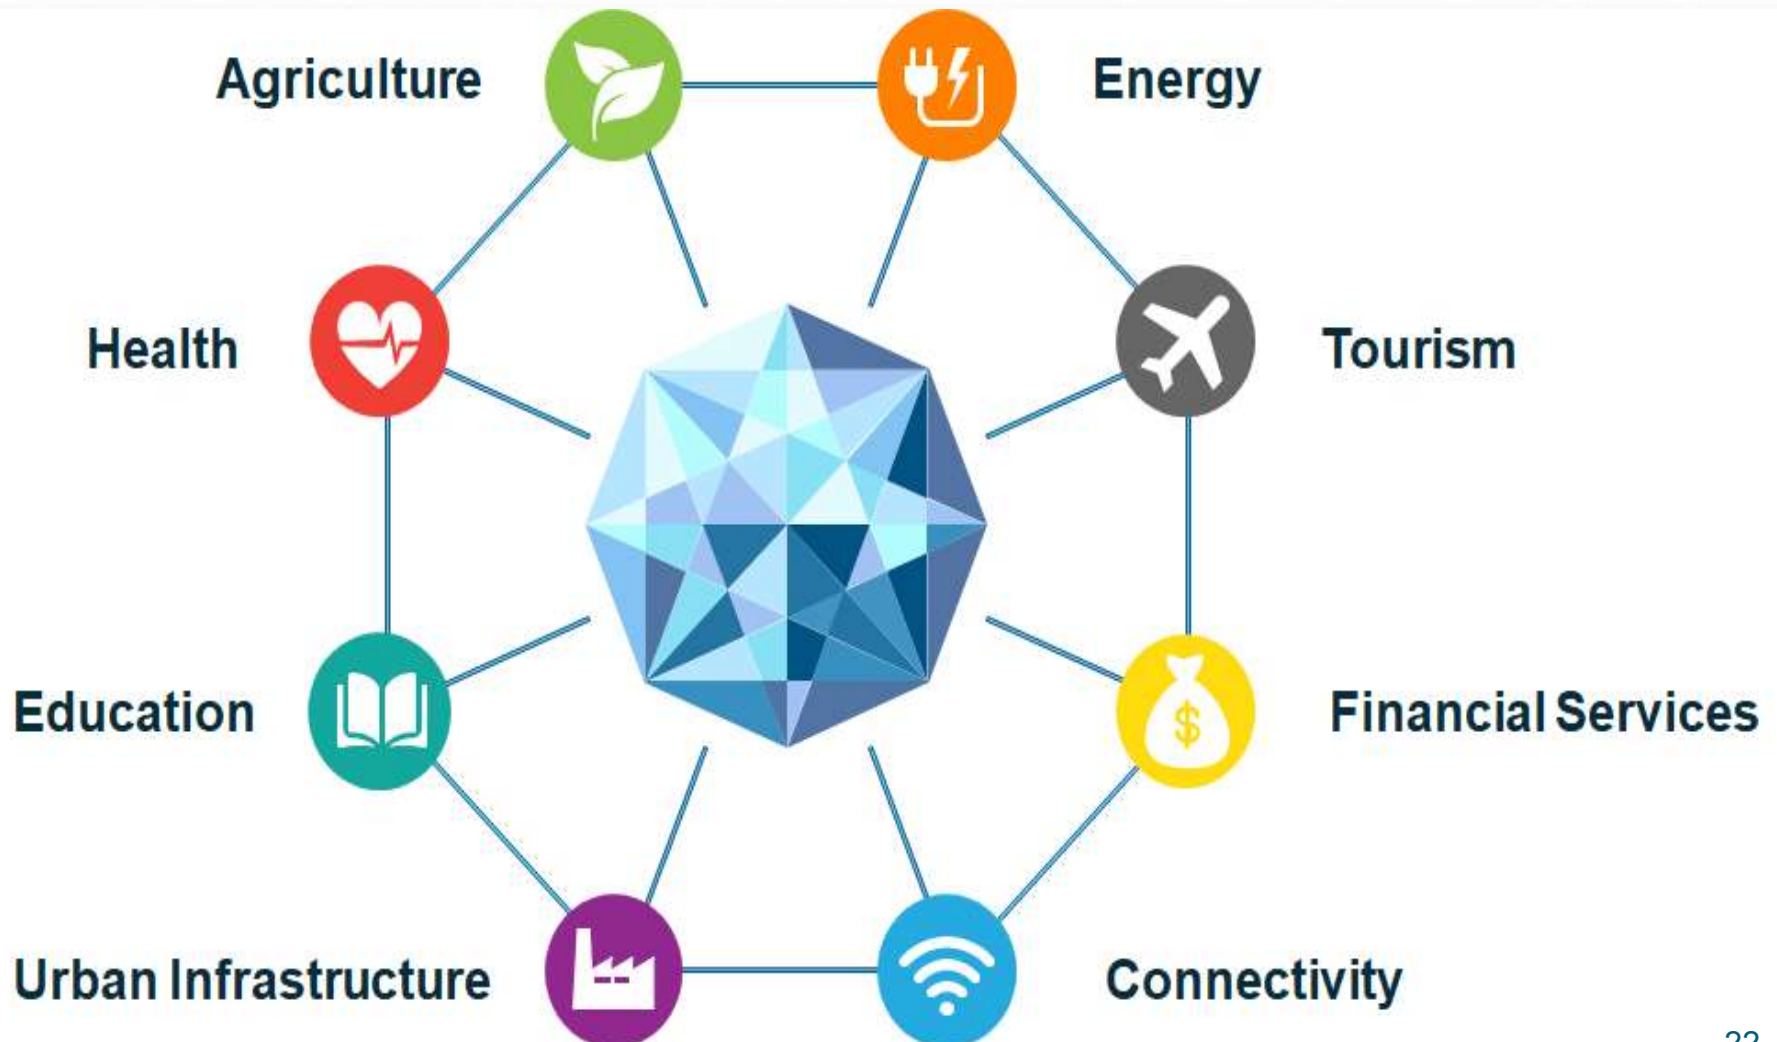 Agriculture
Energy
Health
Tourism
$
Education
Financial Services
Urban Infrastructure
Connectivity